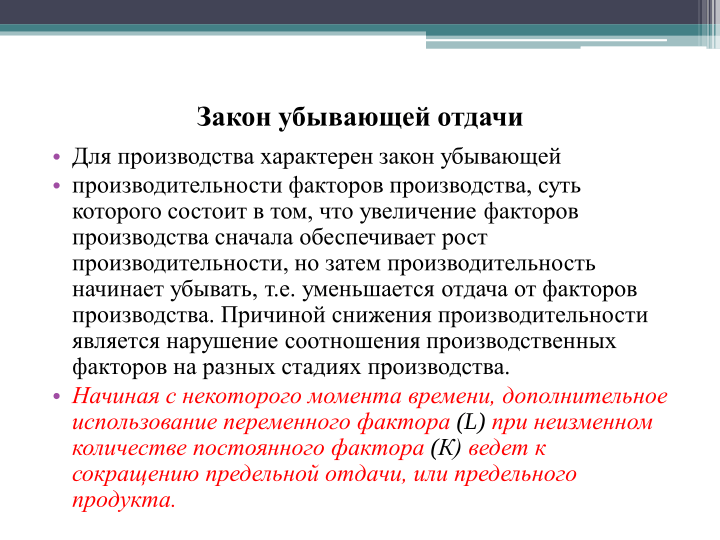 Закон убывающей отдачи
• Для производства характерен закон убывающей
• производительности факторов производства, суть
которого состоит в том, что увеличение факторов
производства сначала обеспечивает рост
производительности, но затем производительность
начинает убывать, т.е. уменьшается отдача от факторов
производства. Причиной снижения производительности
является нарушение соотношения производственных
факторов на разных стадиях производства.
• Начиная с некоторого момента времени, дополнительное
использование переменного фактора (L) при неизменном
количестве постоянного фактора (К) ведет к
сокращению предельной отдачи, или предельного
продукта.